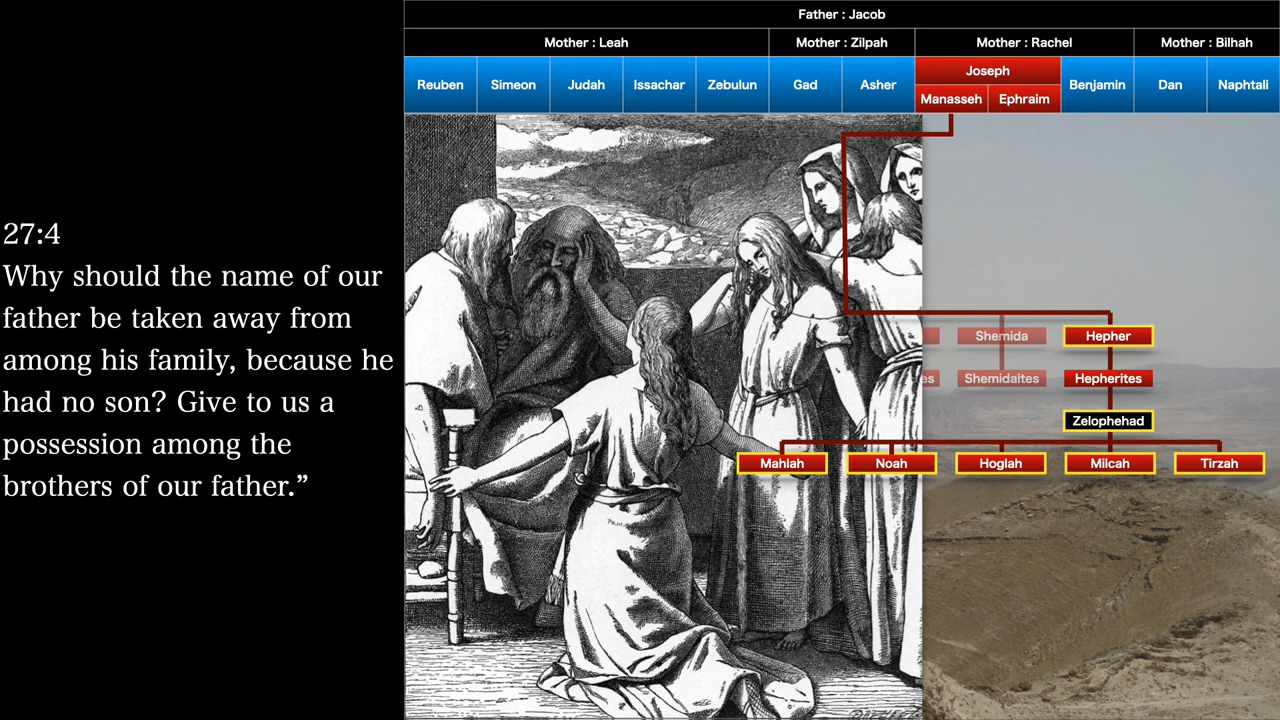 Father : Jacob
Mother : Leah
Mother : Zilpah
Mother : Rachel
Mother : Bilhah
Reuben
Simeon
Judah
Issachar
Zebulun
Gad
Asher
Joseph
Manasseh
Ephraim
Benjamin
Dan
Naphtali
27:4
Why should the name of our
father be taken away from
among his family, because he
had no son? Give to us a
possession among the
brothers of our father.”
Shemida
Hepher
es
Shemidaites
Hepherites
Zelophehad
Mahlah
Noah
Hoglah
Milcah
Tirzah